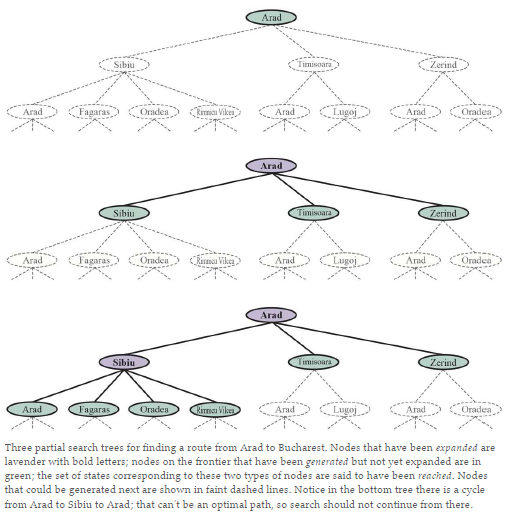 Arad
Sibiu Timisoara Zerind
Arad Fagaras Oradea Rimnicu Vilcea Arad Lugoj Arad Oradea
Arad
Sibiu Timisoara Zerind
Arad Fagaras Oradea Rimnicu Vilcea Arad Lugoj Arad Oradea
Arad
Sibiu Timisoara Zerind
Arad Fagaras Oradea Rimnicu Vilcea Arad Lugoj Arad Oradea
Three partial search trees for finding a route from Arad to Bucharest. Nodes that have been expanded are
lavender with bold letters; nodes on the frontier that have been generated but not yet expanded are in
green; the set of states corresponding to these two types of nodes are said to have been reached. Nodes
that could be generated next are shown in faint dashed lines. Notice in the bottom tree there is a cycle
from Arad to Sibiu to Arad; that can't be an optimal path, so search should not continue from there.